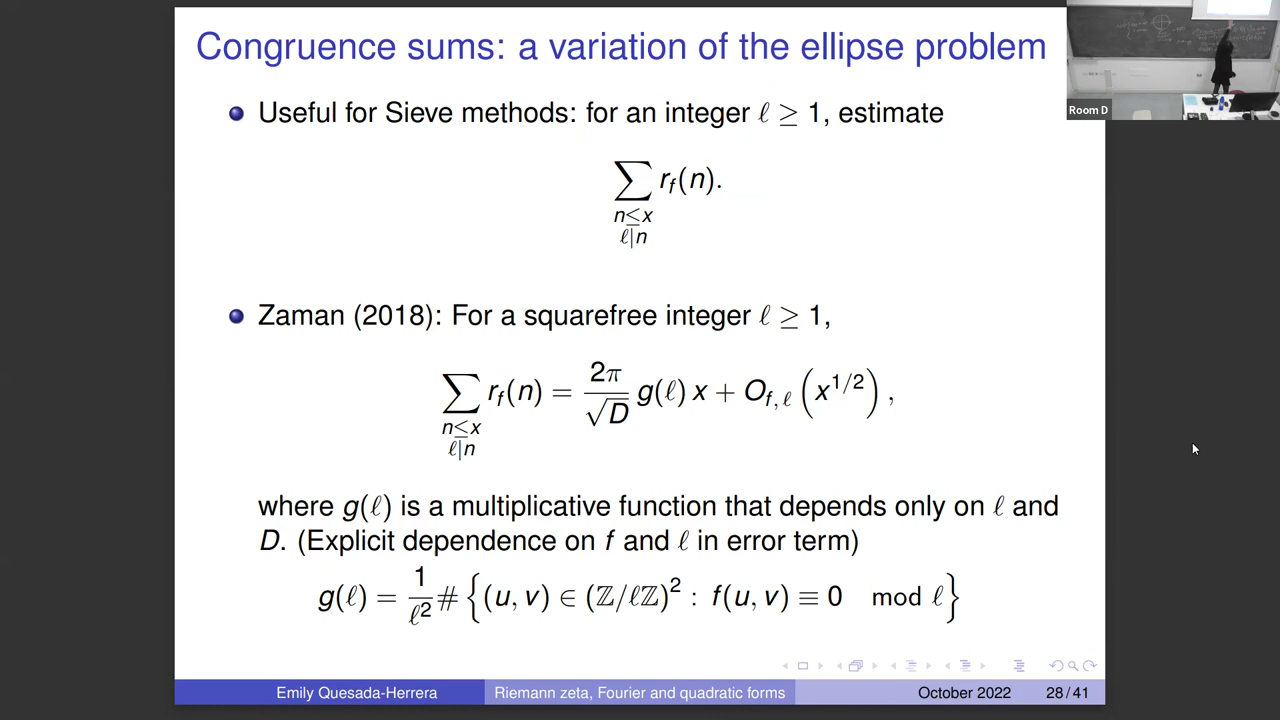 Congruence sums: a variation of the ellipse problem
Useful for Sieve methods: for an integer ℓ ≥ 1, estimate
∑ r_f(n).
n≤x
ℓ|n
Zaman (2018): For a squarefree integer ℓ ≥ 1,
∑ r_f(n) = 2π/√D g(ℓ) x + O_{f,ℓ} (x^{1/2}),
n≤x
ℓ|n
where g(ℓ) is a multiplicative function that depends only on ℓ and
D. (Explicit dependence on f and ℓ in error term)
g(ℓ) = 1/ℓ² # {(u, v) ∈ (ℤ/ℓℤ)² : f(u, v) ≡ 0 mod ℓ}
Emily Quesada-Herrera Riemann zeta, Fourier and quadratic forms October 2022 28/41
Room D